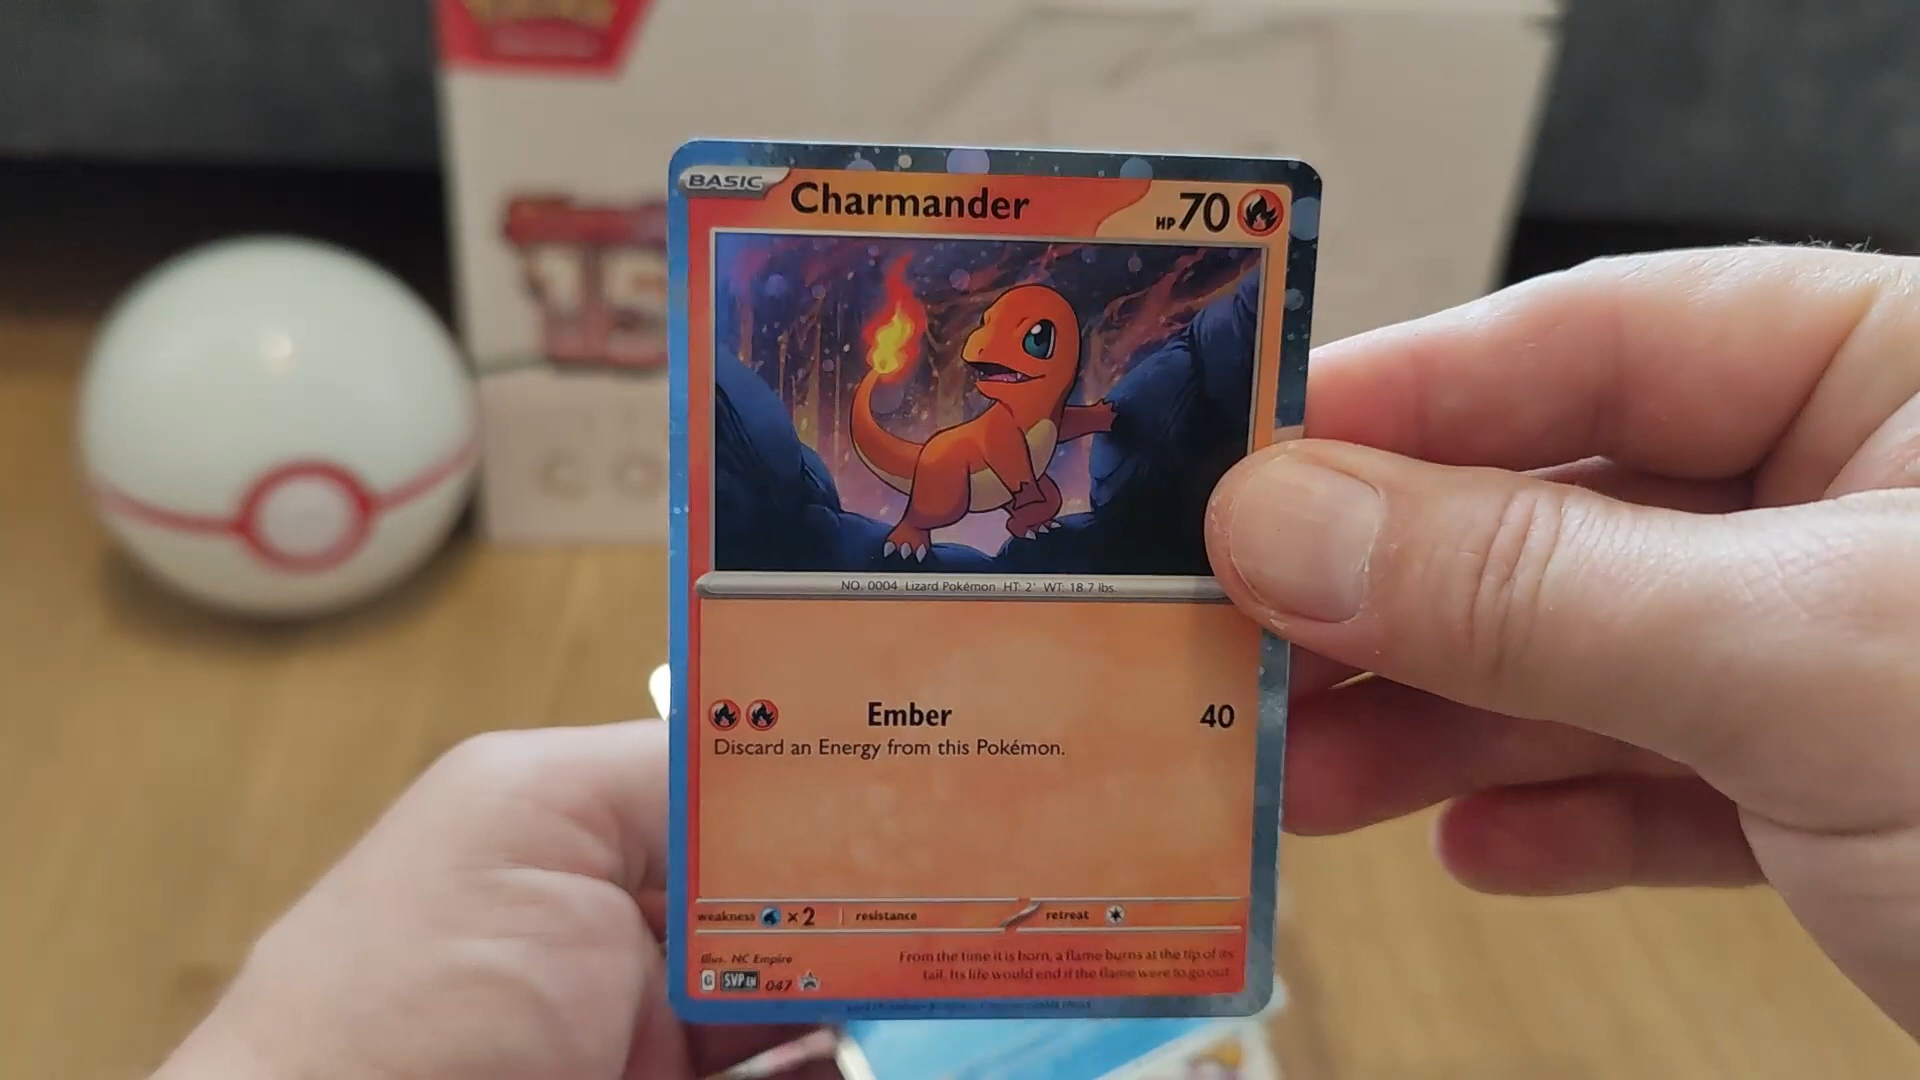 BASIC Charmander HP 70
NO. 0004 Lizard Pokémon HT: 2' WT: 18.7 lbs.
Ember 40
Discard an Energy from this Pokémon.
weakness ×2 resistance retreat
Illus. NC Empire
From the time it is born, a flame burns at the tip of its
tail. Its life would end if the flame were to go out.
G SVP EN 047